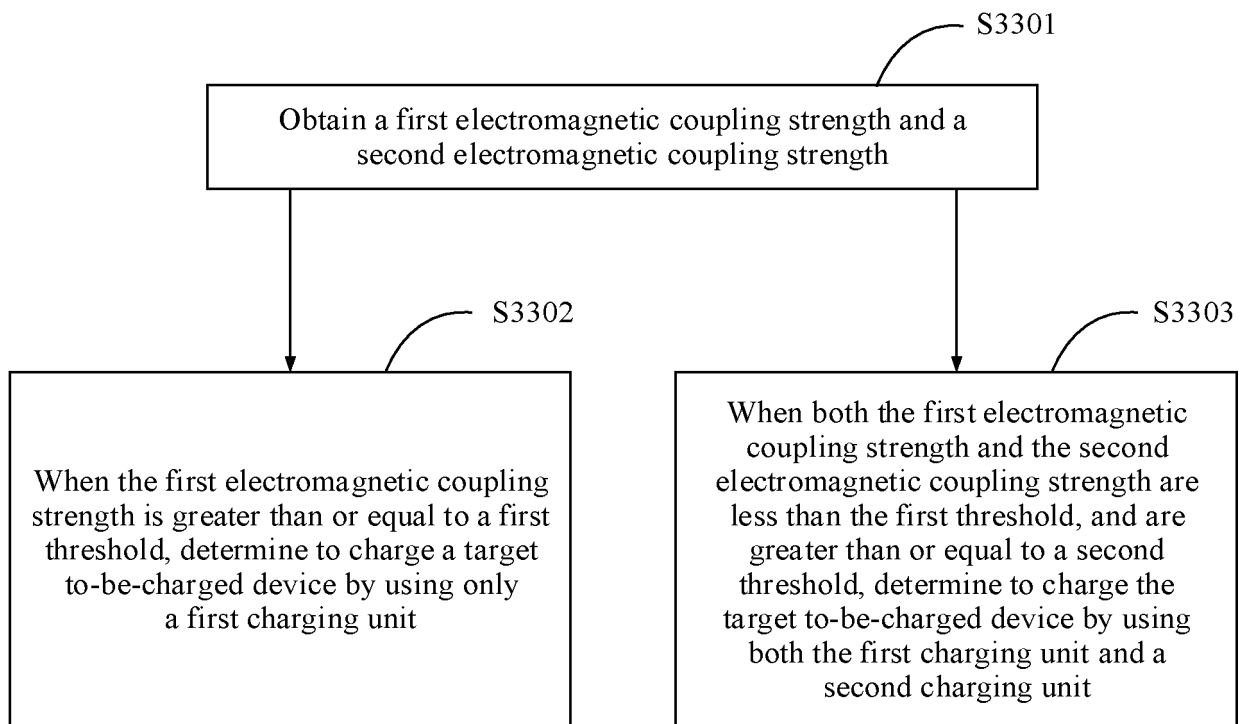 S3301
Obtain a first electromagnetic coupling strength and a
second electromagnetic coupling strength
S3302
When the first electromagnetic coupling
strength is greater than or equal to a first
threshold, determine to charge a target
to-be-charged device by using only
a first charging unit
S3303
When both the first electromagnetic
coupling strength and the second
electromagnetic coupling strength are
less than the first threshold, and are
greater than or equal to a second
threshold, determine to charge the
target to-be-charged device by using
both the first charging unit and a
second charging unit